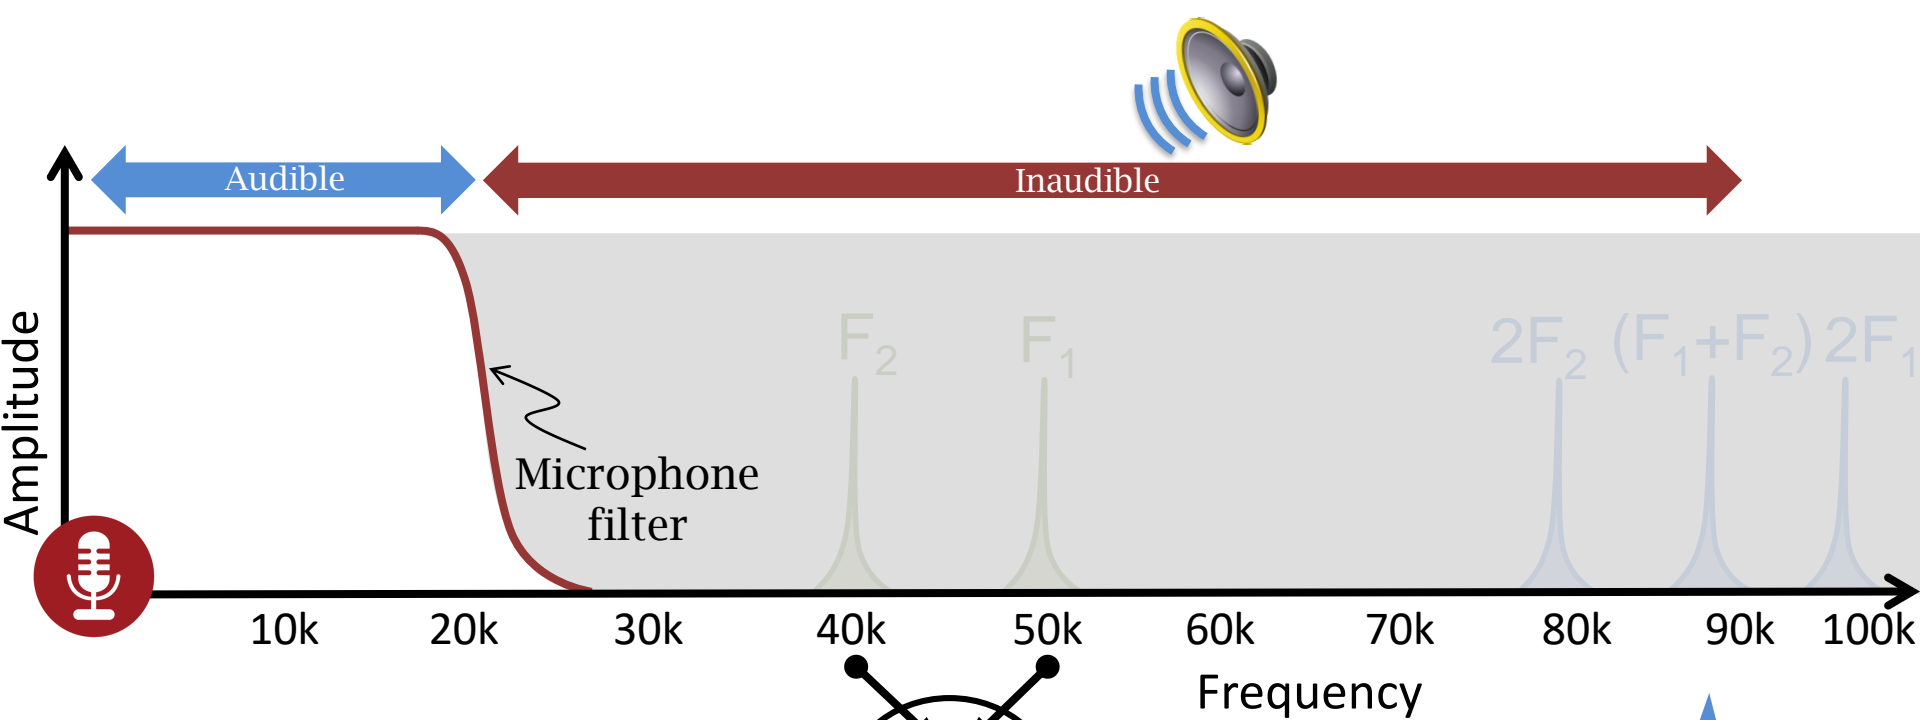 Audible
Inaudible
Amplitude
F2
F1
2F2 (F1+F2) 2F1
Microphone
filter
10k 20k 30k 40k 50k 60k 70k 80k 90k 100k
Frequency